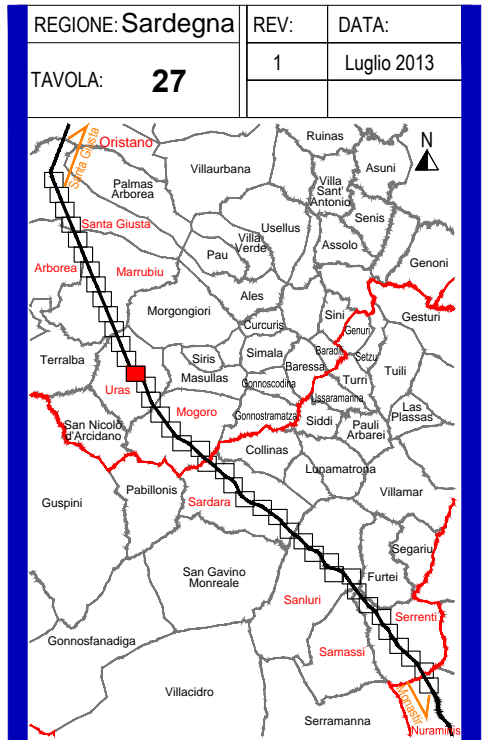 REGIONE: Sardegna
REV:
DATA:
TAVOLA: 27
1
Luglio 2013
Santa Giusta
Oristano
Ruinas
N
Villaurbana
Asuni
Palmas
Arborea
Villa
Sant'
Antonio
Santa Giusta
Usellus
Senis
Villa
Verde
Assolo
Pau
Genoni
Arborea
Marrubiu
Ales
Morgongiori
Sini
Gesturi
Curcuris
Genuri
Terralba
Siris
Simala
Baradili
Setzu
Masullas
Baressa
Tuili
Uras
Gonnoscodina
Turri
Ussaramanna
Mogoro
Gonnostramatza
Las
Plassas
San Nicolò
d'Arcidano
Siddi
Pauli
Arbarei
Collinas
Lunamatrona
Pabillonis
Villamar
Guspini
Sardara
Segariu
San Gavino
Monreale
Furtei
Sanluri
Serrenti
Gonnosfanadiga
Samassi
Villacidro
Monastir
Serramanna
Nuraminis